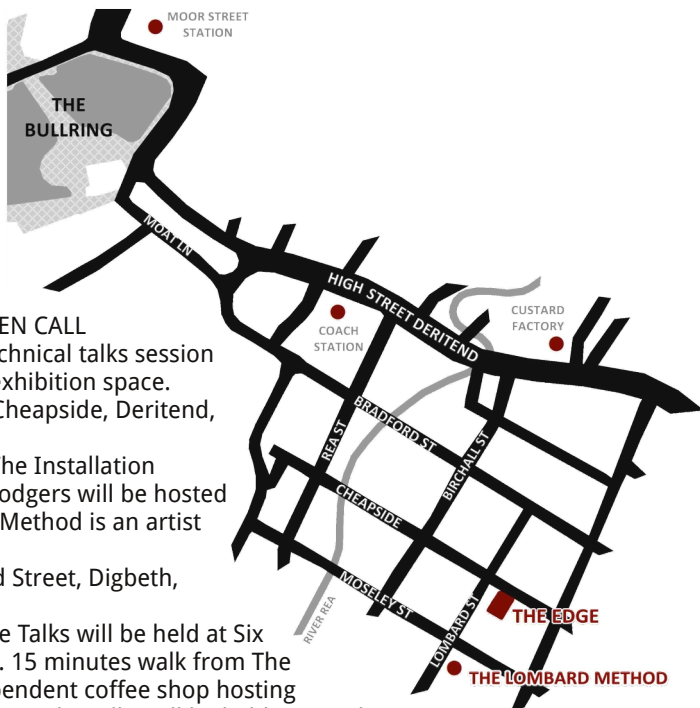 MOOR STREET
STATION
THE
BULLRING
MOAT LN
HIGH STREET DERITEND
COACH
STATION
CUSTARD
FACTORY
EN CALL
chnical talks session
exhibition space.
Cheapside, Deritend,
BRADFORD ST
REA ST
BIRCHALL ST
The Installation
odgers will be hosted
Method is an artist
CHEAPSIDE
d Street, Digbeth,
MOSELEY ST
LOMBARD ST
RIVER REA
THE EDGE
e Talks will be held at Six
. 15 minutes walk from The
pendent coffee shop hosting
THE LOMBARD METHOD